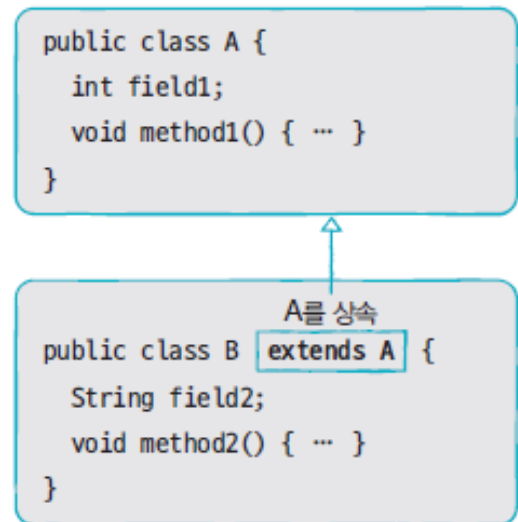 public class A {
int field1;
void method1() { … }
}
A를 상속
public class B extends A {
String field2;
void method2() { … }
}